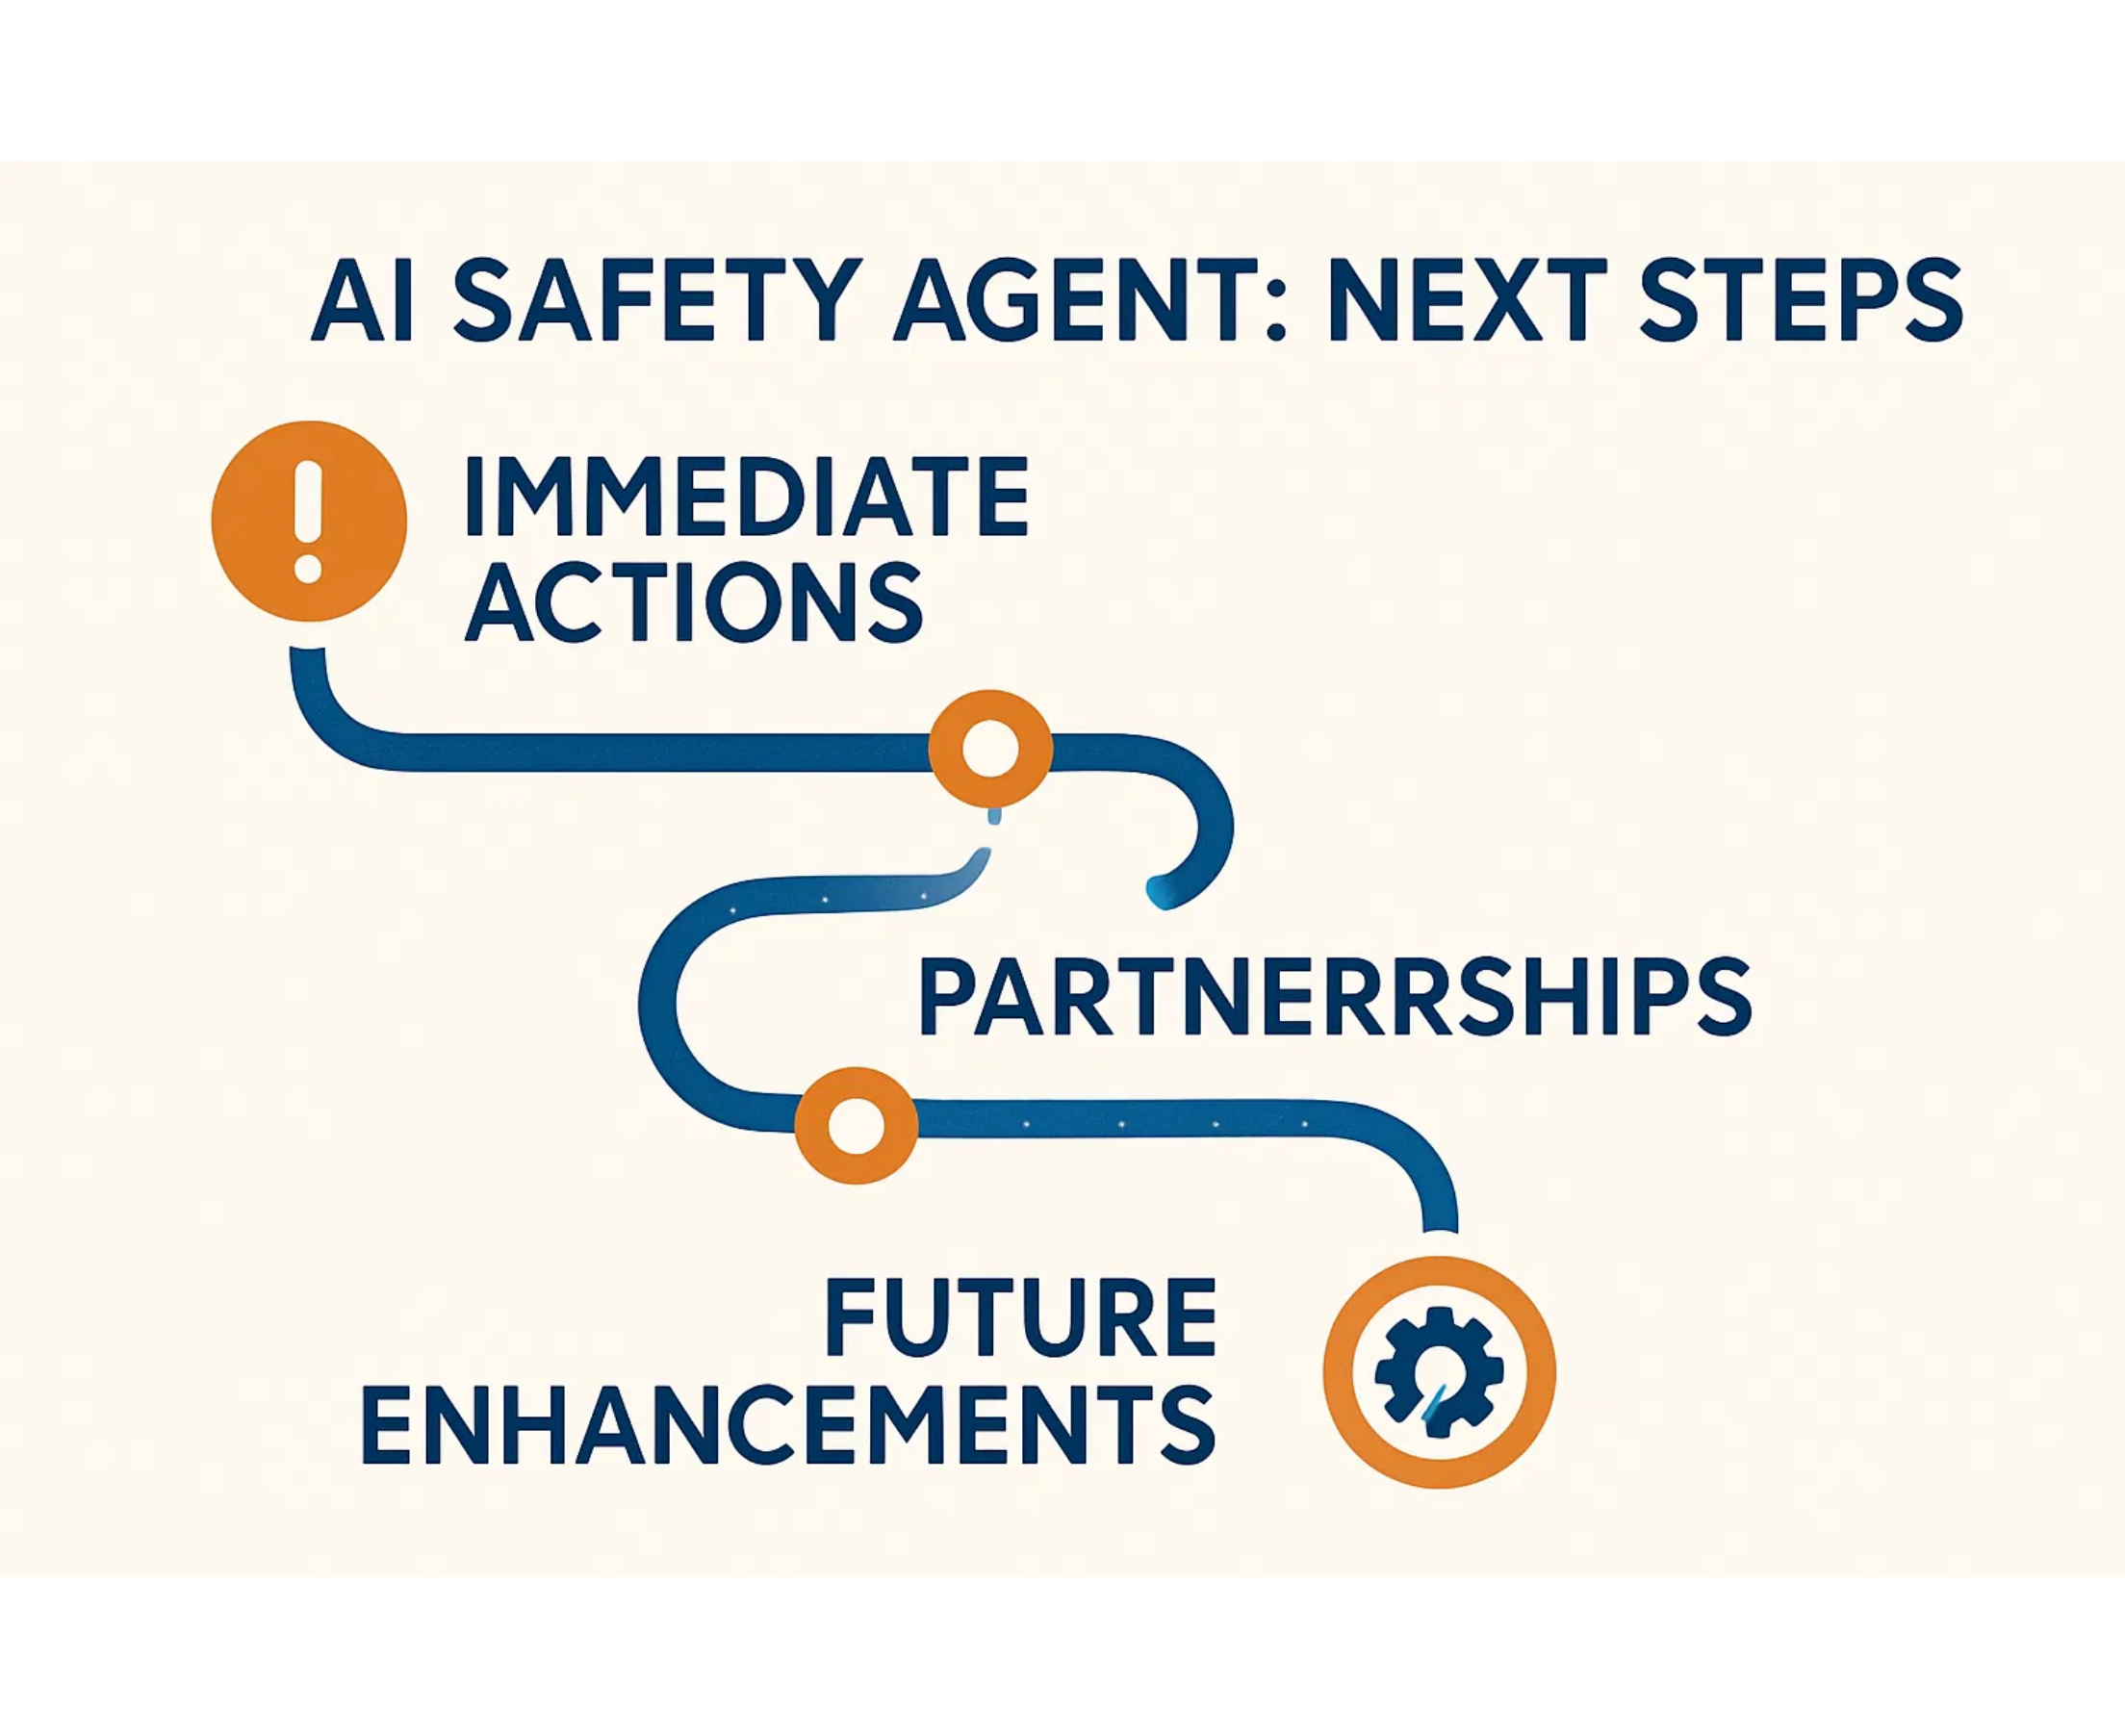 AI SAFETY AGENT: NEXT STEPS
IMMEDIATE
ACTIONS
PARTNERRSHIPS
FUTURE
ENHANCEMENTS